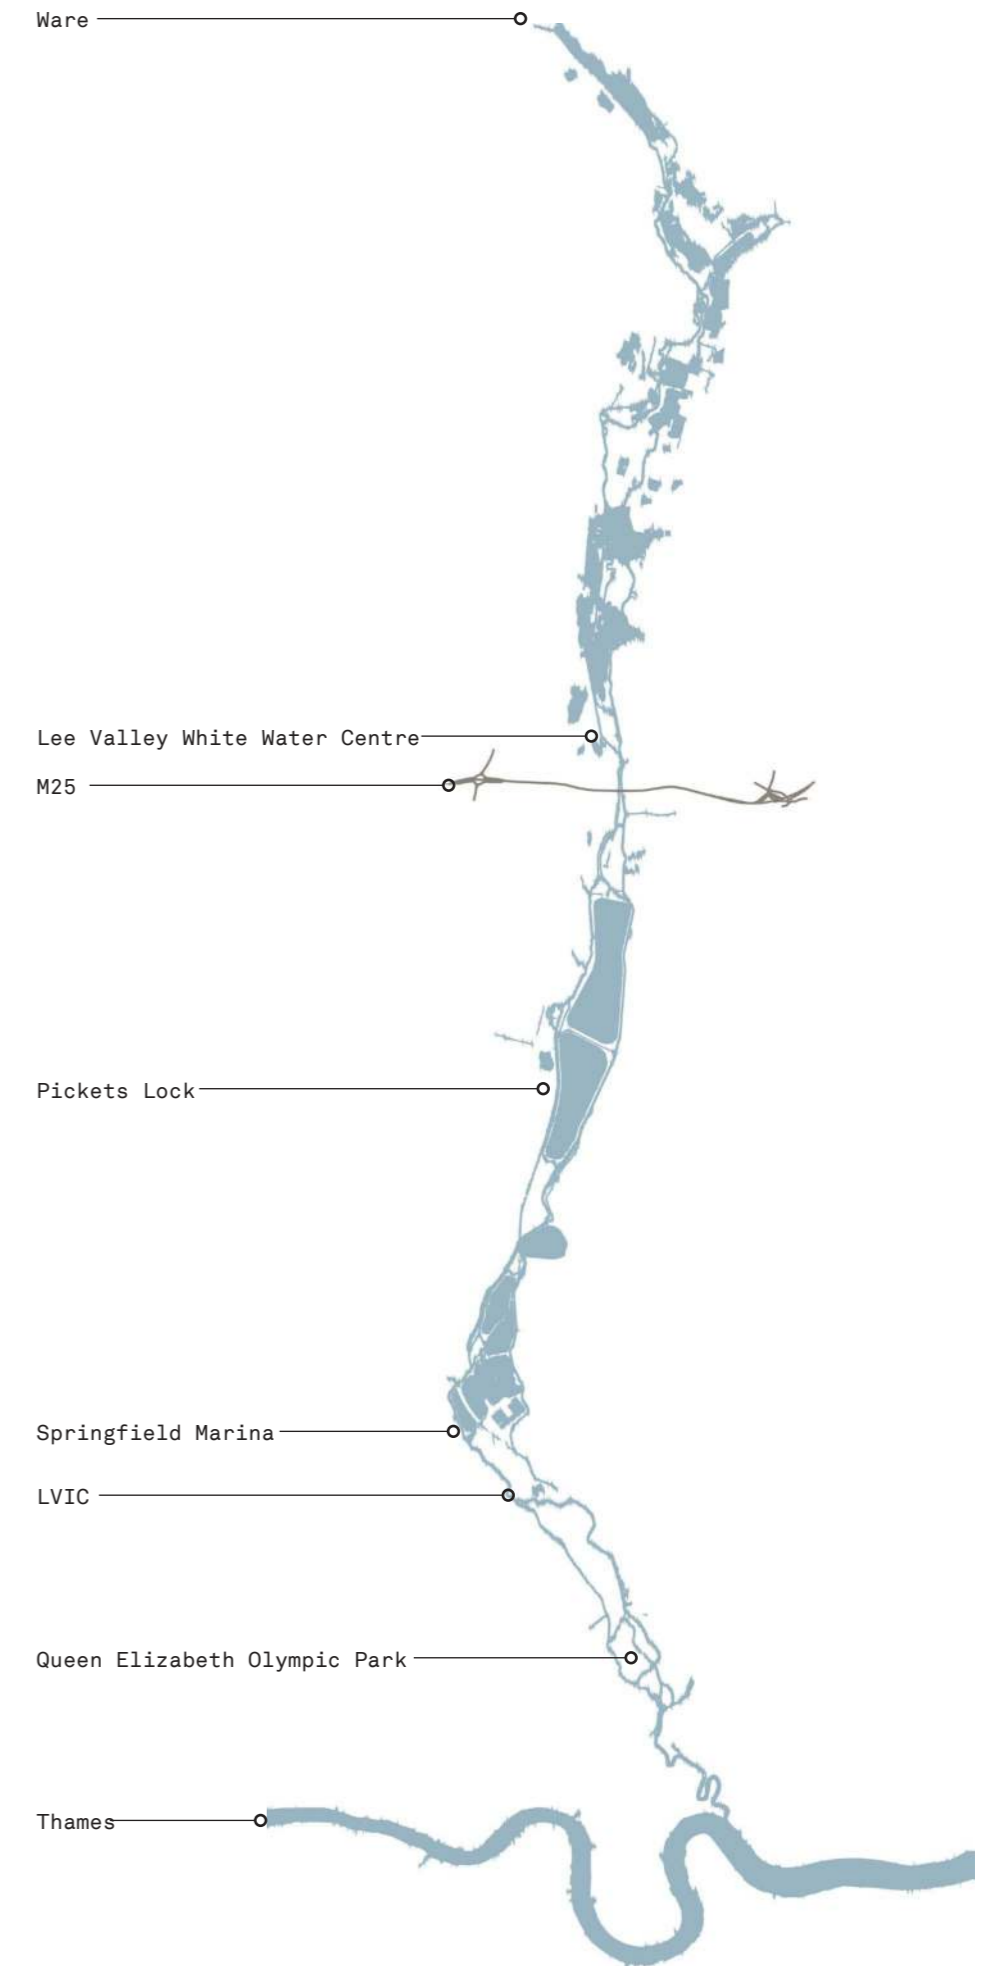 Ware
Lee Valley White Water Centre
M25
Pickets Lock
Springfield Marina
LVIC
Queen Elizabeth Olympic Park
Thames